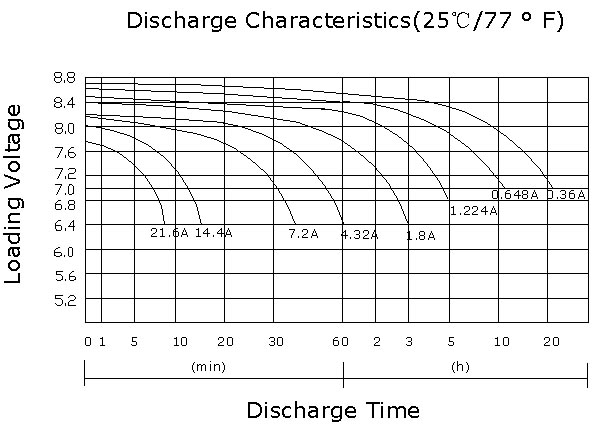 Discharge Characteristics(25℃/77 º F)
Loading Voltage
8.8
8.4
8.0
7.6
7.2
7.0
6.8
6.4
6.0
5.6
5.2
21.6A 14.4A 7.2A 4.32A 1.8A 1.224A 0.648A 0.36A
0 1 5 10 20 30 60 2 3 5 10 20
(min) (h)
Discharge Time